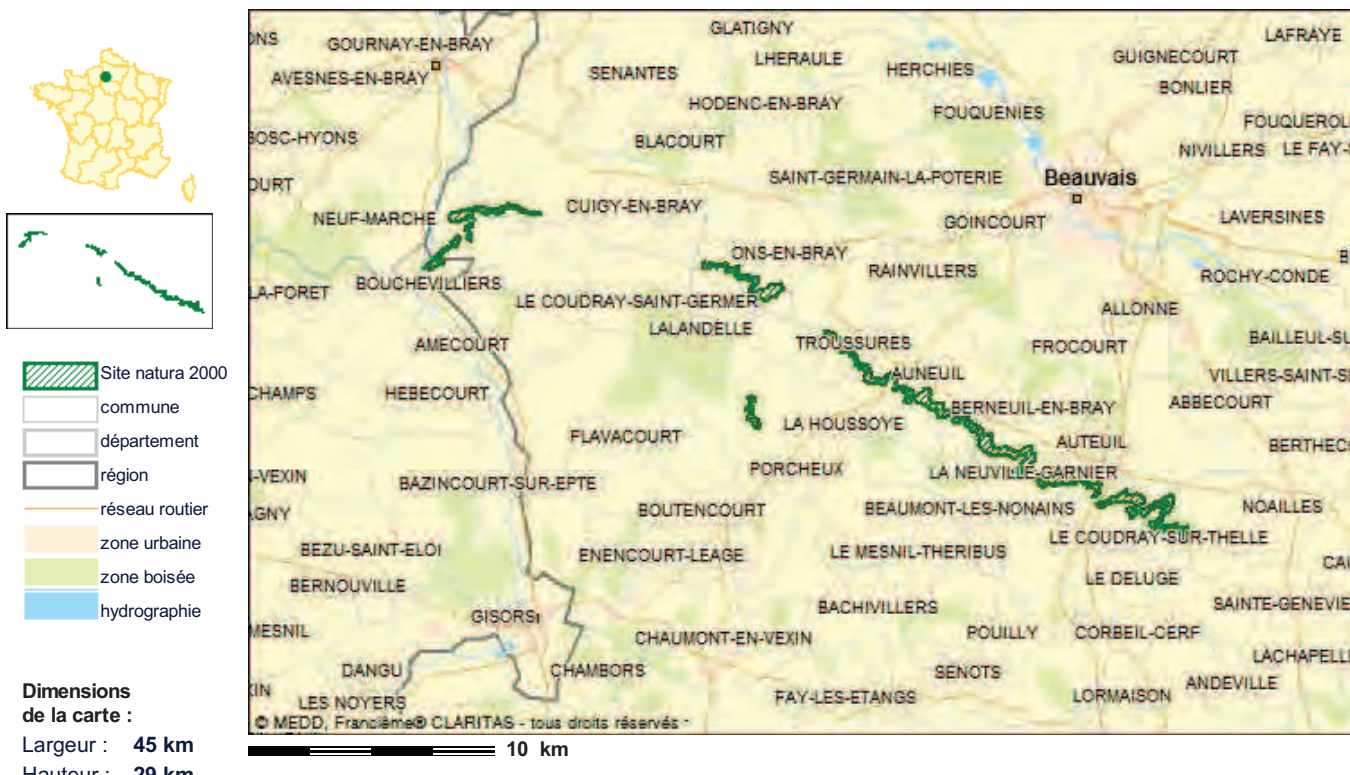 GLATIGNY
LAFRAYE
ONS
GOURNAY-EN-BRAY
LHERAULE
GUIGNECOURT
AVESNES-EN-BRAY
SENANTES
HERCHIES
BONLIER
HODENC-EN-BRAY
FOUQUENIES
FOUQUEROL
BOSC-HYONS
BLACOURT
NIVILLERS
LE FAY-
OURT
SAINT-GERMAIN-LA-POTERIE
Beauvais
NEUF-MARCHE
CUIGY-EN-BRAY
GOINCOURT
LAVERSINES
ONS-EN-BRAY
RAINVILLERS
ROCHY-CONDE
LA-FORET
BOUCHEVILLIERS
LE COUDRAY-SAINT-GERMER
ALLONNE
LALANDELLE
AMECOURT
TROUSSURES
FROCOURT
BAILLEUL-SU
AUNEUIL
VILLERS-SAINT-SE
CHAMPS
HEBECOURT
BERNEUIL-EN-BRAY
ABBECOURT
FLAVACOURT
LA HOUSSOYE
AUTEUIL
BERTHECO
-VEXIN
BAZINCOURT-SUR-EPTE
PORCHEUX
LA NEUVILLE-GARNIER
AGNY
BOUTENCOURT
BEAUMONT-LES-NONAINS
NOAILLES
BEZU-SAINT-ELOI
ENENCOURT-LEAGE
LE MESNIL-THERIBUS
LE COUDRAY-SUR-THELLE
CAU
BERNOUVILLE
LE DELUGE
GISORS
BACHIVILLERS
SAINTE-GENEVIE
MESNIL
CHAUMONT-EN-VEXIN
POUILLY
CORBEIL-CERF
LACHAPELLE
DANGU
CHAMBORS
SENOTS
ANDEVILLE
XIN
LES NOYERS
FAY-LES-ETANGS
LORMAISON
© MEDD, Francième® CLARITAS - tous droits réservés -
10 km
Site natura 2000
commune
département
région
réseau routier
zone urbaine
zone boisée
hydrographie
Dimensions
de la carte :
Largeur : 45 km
Hauteur : 29 km